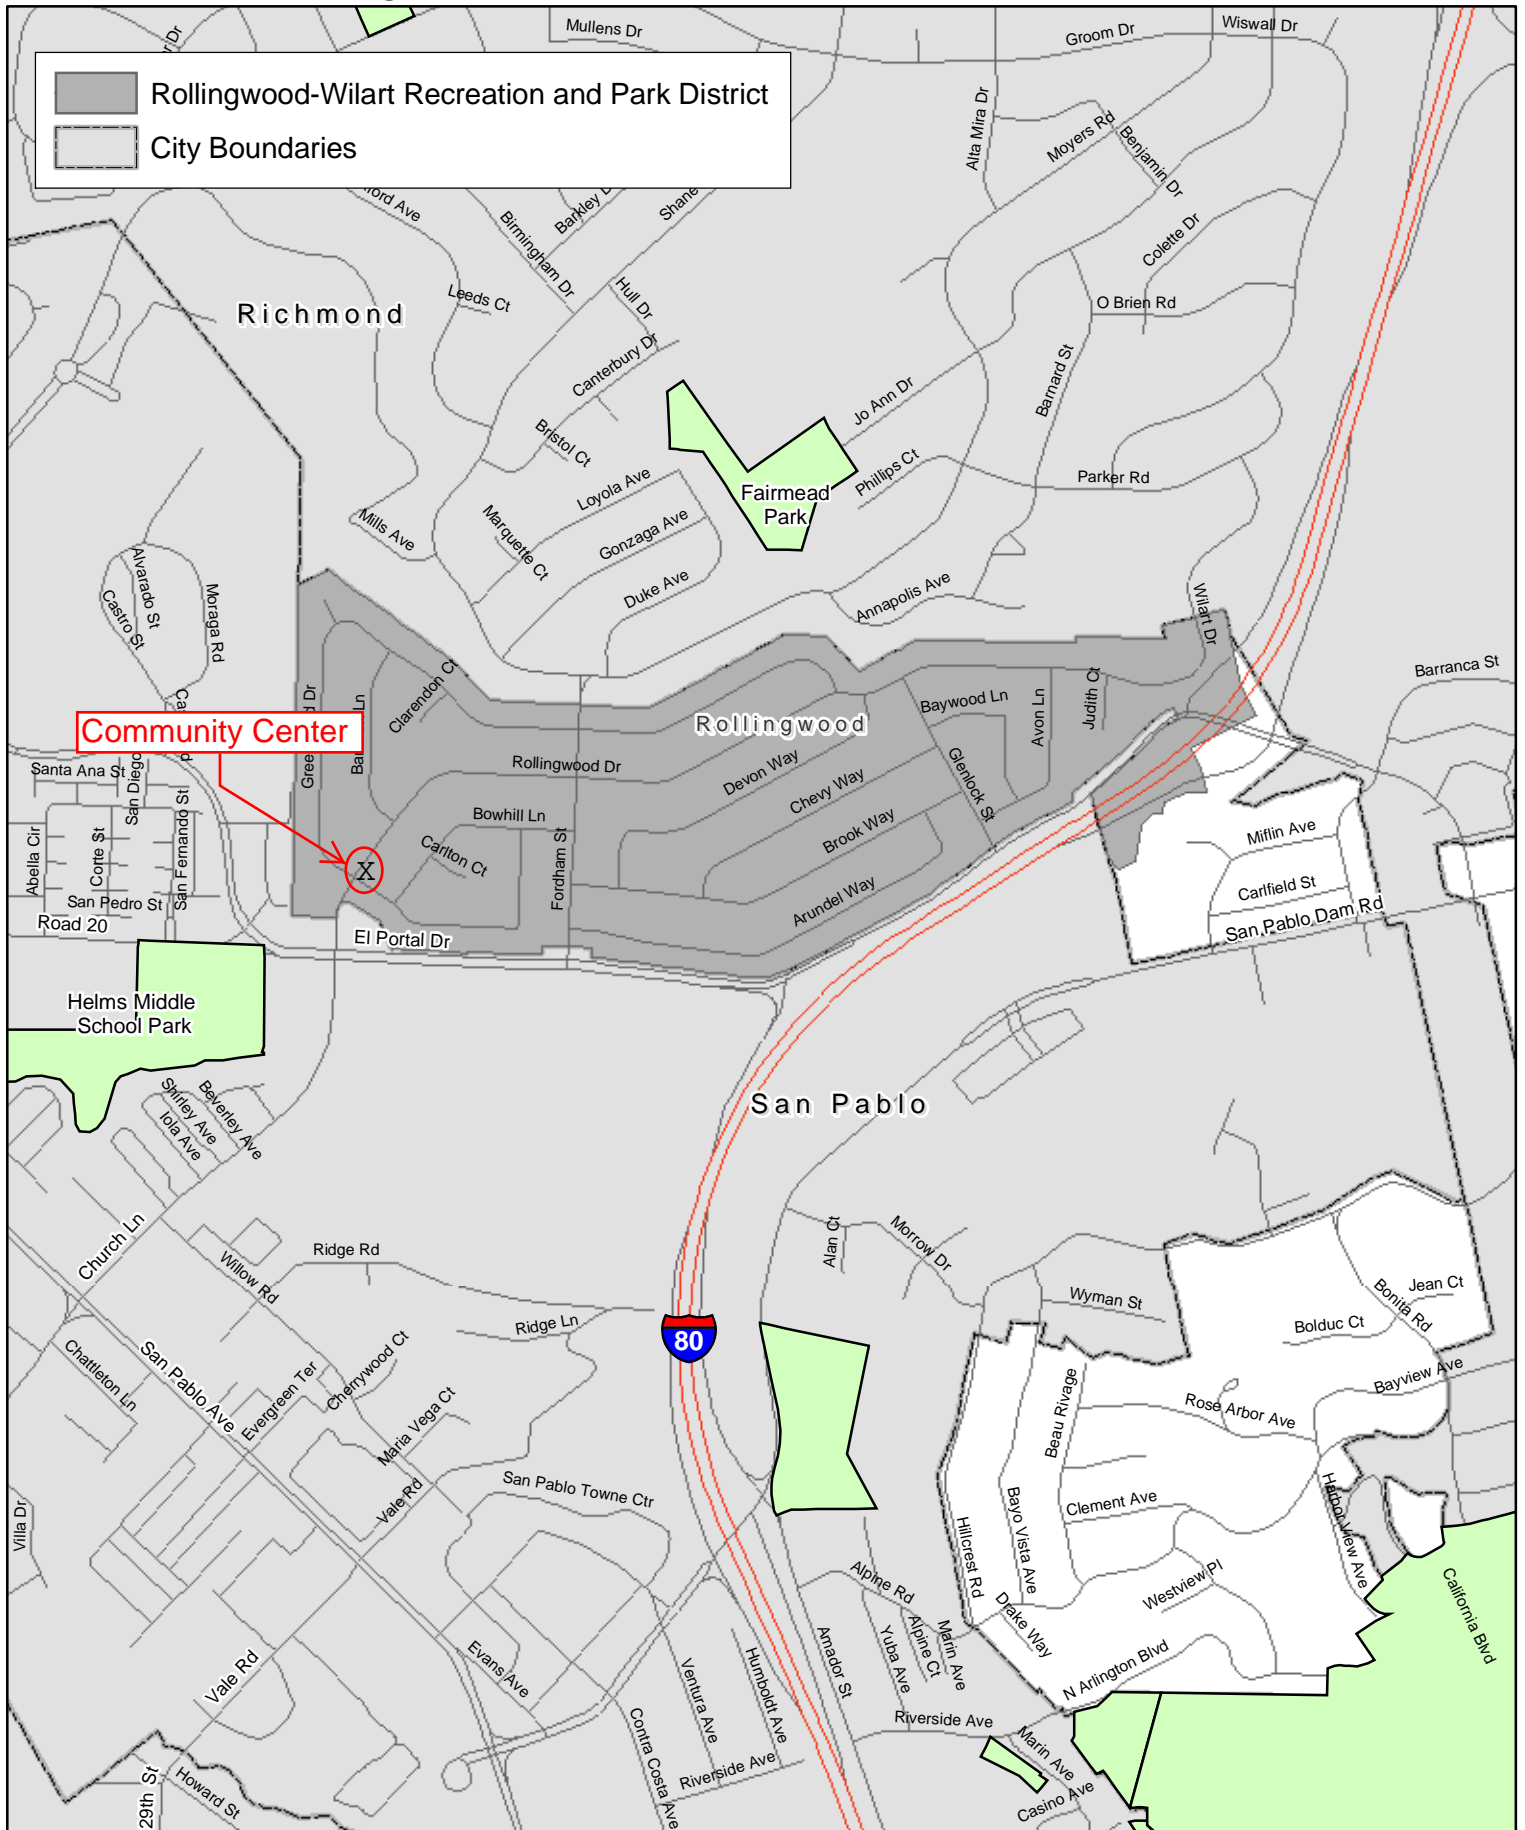 Mullens Dr
Groom Dr
Wiswall Dr
Rollingwood-Wilart Recreation and Park District
City Boundaries
Alta Mira Dr
Moyers Rd
Benjamin Dr
Barkley
Shane
Birmingham Dr
Colette Dr
Leeds Ct
Hull Dr
O Brien Rd
Richmond
Canterbury Dr
Barnard St
Jo Ann Dr
Bristol Ct
Phillips Ct
Parker Rd
Loyola Ave
Fairmead
Park
Marquette Ct
Gonzaga Ave
Mills Ave
Duke Ave
Annapolis Ave
Alvarado St
Castro St
Moraga Rd
Wilart Dr
Barranca St
Clarendon Ct
Judith Ct
Baywood Ln
Avon Ln
Rollingwood
Community Center
Santa Ana St
San Diego
Rollingwood Dr
Devon Way
Chevy Way
Glenlock St
Bowhill Ln
Brook Way
Miflin Ave
Abella Cir
Corte St
San Fernando St
Carlton Ct
Fordham St
X
Carlfield St
San Pedro St
Arundel Way
San Pablo Dam Rd
Road 20
El Portal Dr
Helms Middle
School Park
San Pablo
Shirley Ave
Beverley Ave
Iola Ave
Church Ln
Ridge Rd
Willow Rd
Alan Ct
Morrow Dr
Wyman St
Jean Ct
Bonita Rd
Bolduc Ct
Ridge Ln
80
Chattleton Ln
San Pablo Ave
Evergreen Ter
Cherrywood Ct
Maria Vega Ct
Bayview Ave
Beau Rivage
Rose Arbor Ave
Vale Rd
San Pablo Towne Ctr
Villa Dr
Clement Ave
Bayo Vista Ave
Harbor View Ave
Hillcrest Rd
Alpine Rd
Westview Pl
California Blvd
Drake Way
Yuba Ave
Alpine Ct
Marin Ave
Amador St
Evans Ave
Vale Rd
Ventura Ave
Humboldt Ave
N Arlington Blvd
Contra Costa Ave
Riverside Ave
Riverside Ave
Marin Ave
Casino Ave
Howard St
29th St